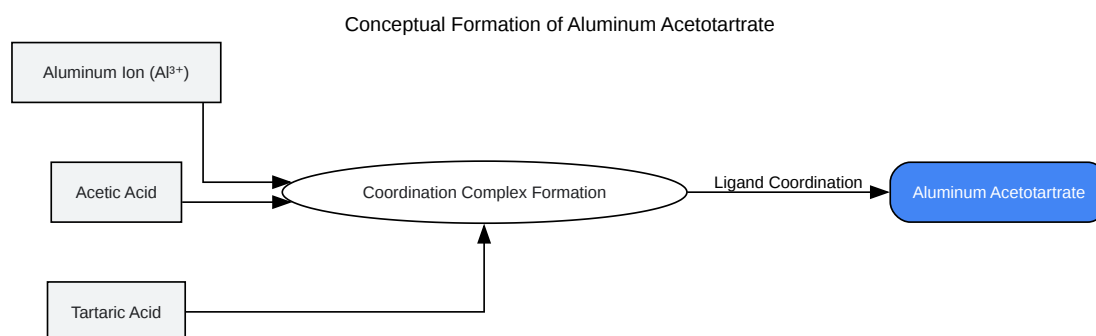 Conceptual Formation of Aluminum Acetotartrate
Aluminum Ion (Al³⁺)
Acetic Acid
Coordination Complex Formation
Ligand Coordination
Aluminum Acetotartrate
Tartaric Acid